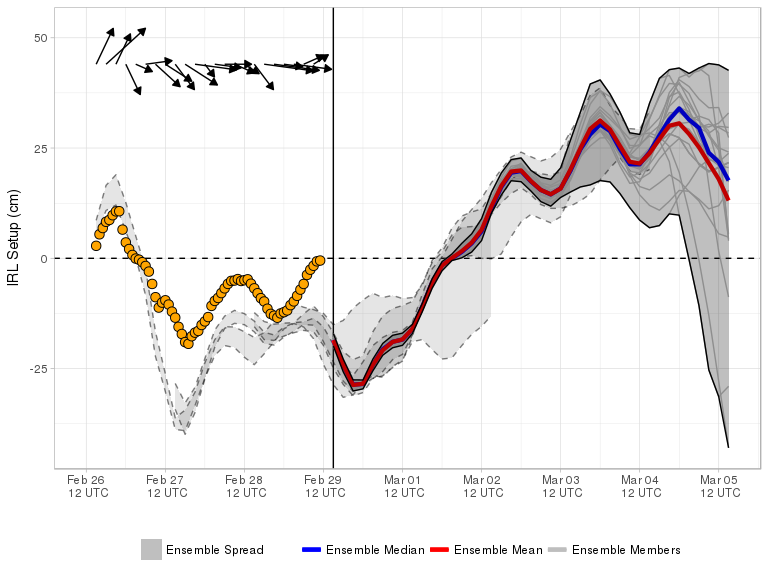 IRL Setup (cm)
50
25
0
-25
Feb 26 Feb 27 Feb 28 Feb 29 Mar 01 Mar 02 Mar 03 Mar 04 Mar 05
12 UTC 12 UTC 12 UTC 12 UTC 12 UTC 12 UTC 12 UTC 12 UTC 12 UTC
Ensemble Spread Ensemble Median Ensemble Mean Ensemble Members